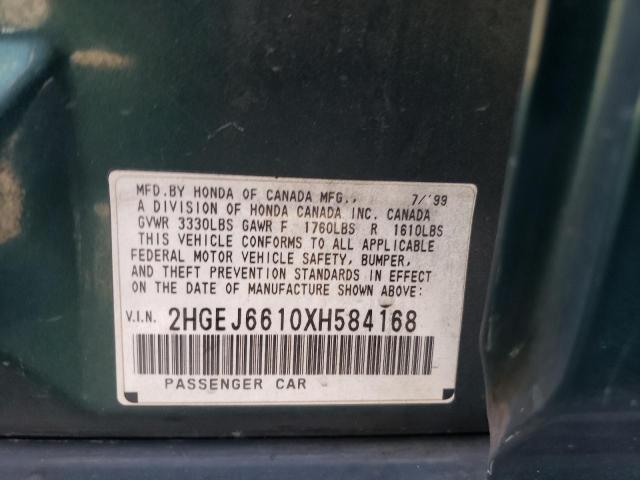 MFD.BY HONDA OF CANADA MFG., 7/'99
A DIVISION OF HONDA CANADA INC. CANADA
GVWR 3330LBS GAWR F 1760LBS R 1610LBS
THIS VEHICLE CONFORMS TO ALL APPLICABLE
FEDERAL MOTOR VEHICLE SAFETY, BUMPER,
AND THEFT PREVENTION STANDARDS IN EFFECT
ON THE DATE OF MANUFACTURE SHOWN ABOVE:
V.I.N. 2HGEJ6610XH584168
PASSENGER CAR